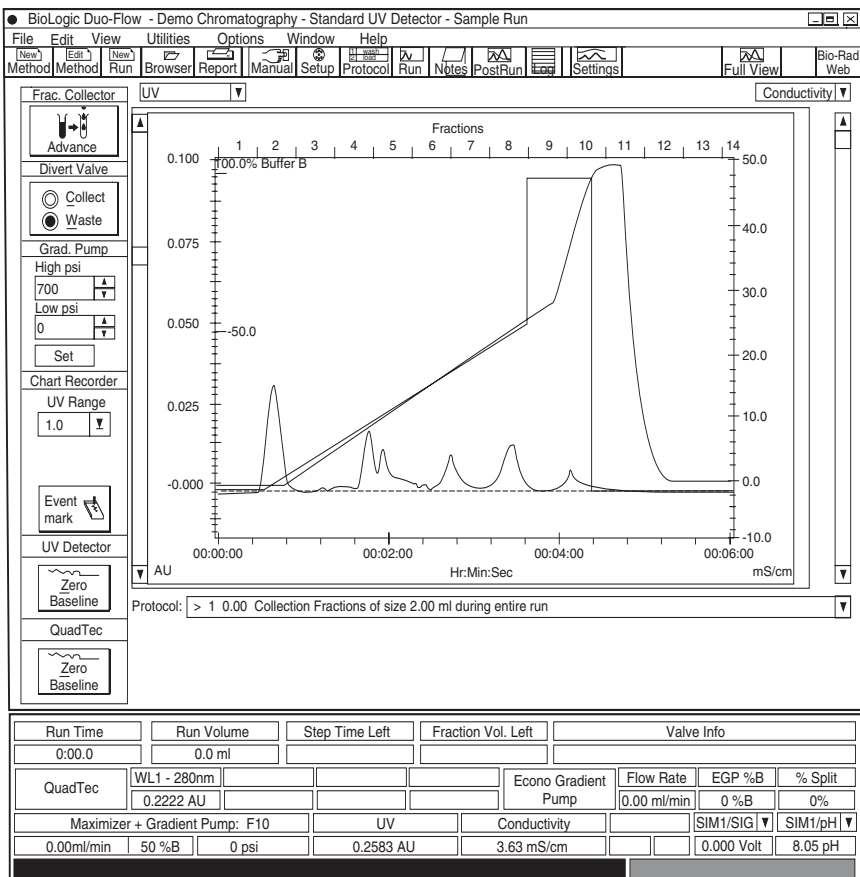 BioLogic Duo-Flow - Demo Chromatography - Standard UV Detector - Sample Run
File Edit View Utilities Options Window Help
New Edit New 1 wash
2 load
Method Method Run Browser Report Manual Setup Protocol Run Notes PostRun Log Settings Full View Bio-Rad Web
Frac. Collector
Advance
Divert Valve
Collect
Waste
Grad. Pump
High psi
700
Low psi
0
Set
Chart Recorder
UV Range
1.0
Event mark
UV Detector
Zero Baseline
QuadTec
Zero Baseline
UV
Conductivity
Fractions
1 2 3 4 5 6 7 8 9 10 11 12 13 14
0.100
100.0% Buffer B
50.0
0.075
40.0
30.0
0.050
-50.0
20.0
0.025
10.0
-0.000
0.0
-10.0
00:00:00 00:02:00 00:04:00 00:06:00
AU Hr:Min:Sec mS/cm
Protocol: > 1 0.00 Collection Fractions of size 2.00 ml during entire run
Run Time Run Volume Step Time Left Fraction Vol. Left Valve Info
0:00.0 0.0 ml
QuadTec
WL1 - 280nm
0.2222 AU
Econo Gradient Pump
Flow Rate EGP %B % Split
0.00 ml/min 0 %B 0%
Maximizer + Gradient Pump: F10 UV Conductivity SIM1/SIG SIM1/pH
0.00ml/min 50 %B 0 psi 0.2583 AU 3.63 mS/cm 0.000 Volt 8.05 pH